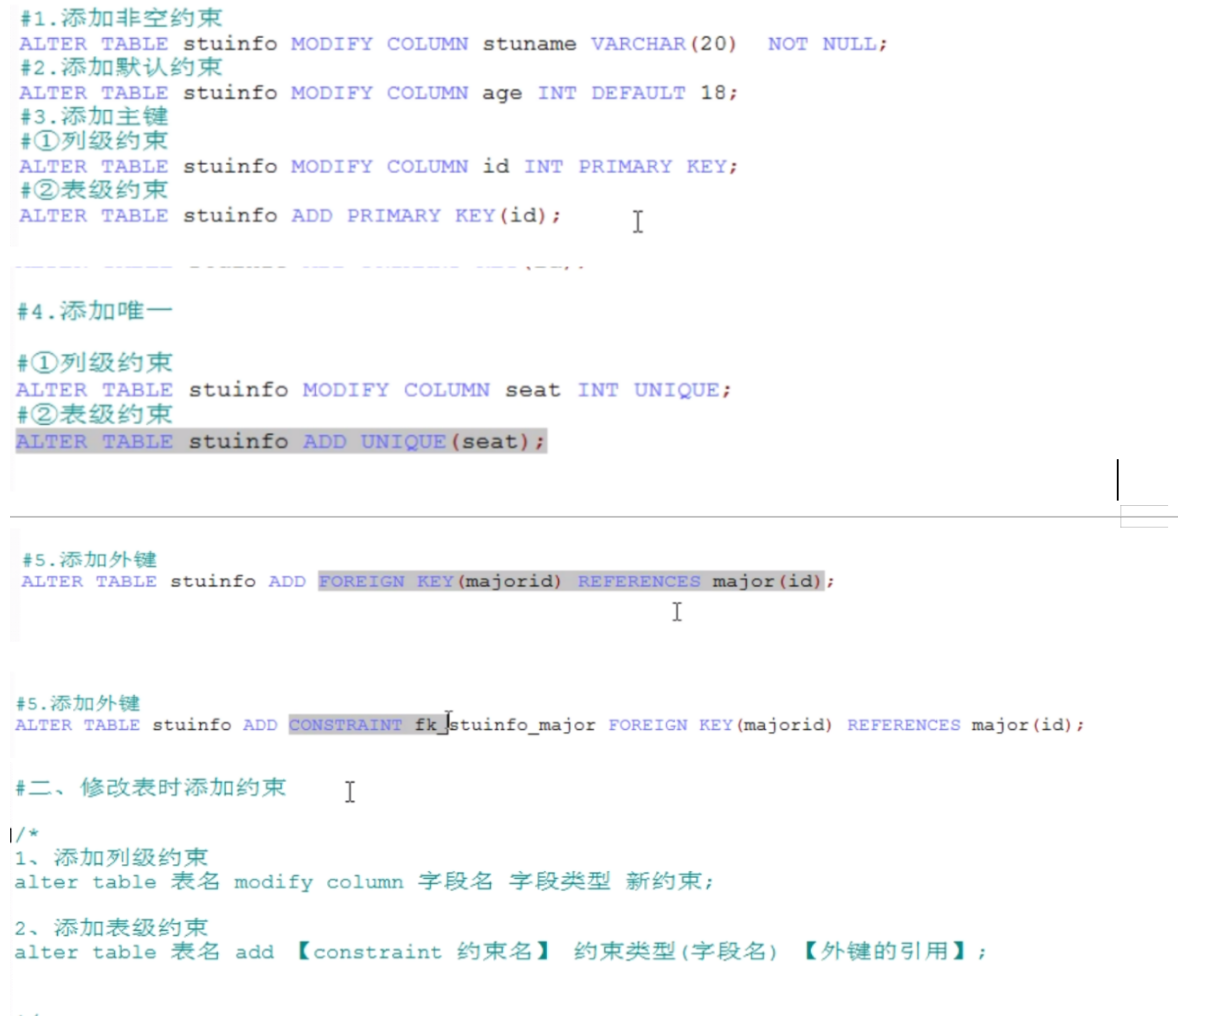 #1.添加非空约束
ALTER TABLE stuinfo MODIFY COLUMN stuname VARCHAR(20)  NOT NULL;
#2.添加默认约束
ALTER TABLE stuinfo MODIFY COLUMN age INT DEFAULT 18;
#3.添加主键
#①列级约束
ALTER TABLE stuinfo MODIFY COLUMN id INT PRIMARY KEY;
#②表级约束
ALTER TABLE stuinfo ADD PRIMARY KEY(id);
#4.添加唯一
#①列级约束
ALTER TABLE stuinfo MODIFY COLUMN seat INT UNIQUE;
#②表级约束
ALTER TABLE stuinfo ADD UNIQUE(seat);
#5.添加外键
ALTER TABLE stuinfo ADD FOREIGN KEY(majorid) REFERENCES major(id);
#5.添加外键
ALTER TABLE stuinfo ADD CONSTRAINT fk_stuinfo_major FOREIGN KEY(majorid) REFERENCES major(id);
#二、修改表时添加约束
/*
1、添加列级约束
alter table 表名 modify column 字段名 字段类型 新约束;
2、添加表级约束
alter table 表名 add 【constraint 约束名】 约束类型(字段名) 【外键的引用】;